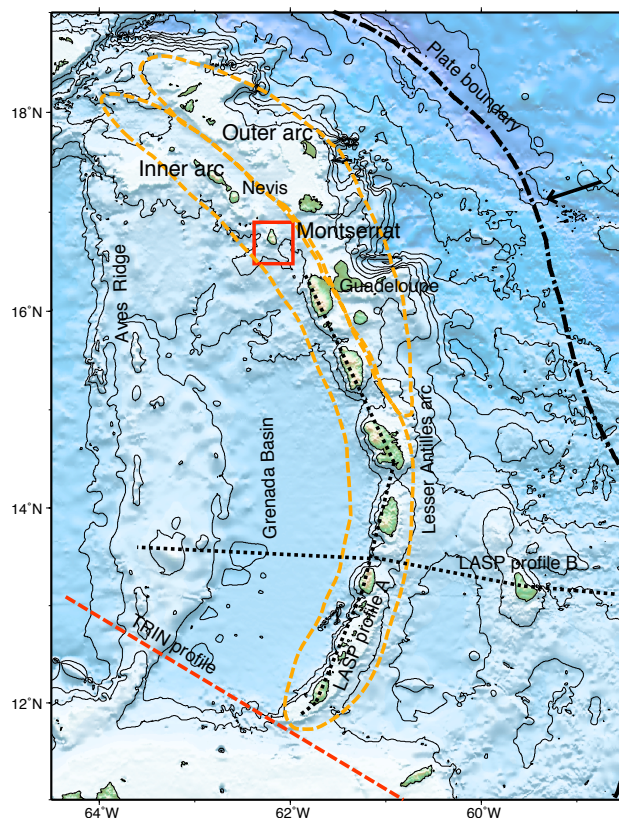 Plate boundary
18˚N
Outer arc
Inner arc
Nevis
Montserrat
Guadeloupe
16˚N
Aves Ridge
Lesser Antilles arc
Grenada Basin
14˚N
LASP profile B
LASP profile A
TRIN profile
12˚N
64˚W
62˚W
60˚W